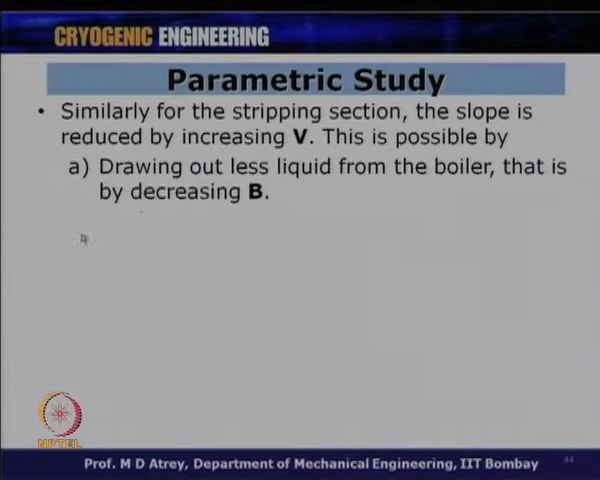 CRYOGENIC ENGINEERING
Parametric Study
• Similarly for the stripping section, the slope is
reduced by increasing V. This is possible by
a) Drawing out less liquid from the boiler, that is
by decreasing B.
NPTEL
Prof. M D Atrey, Department of Mechanical Engineering, IIT Bombay
44